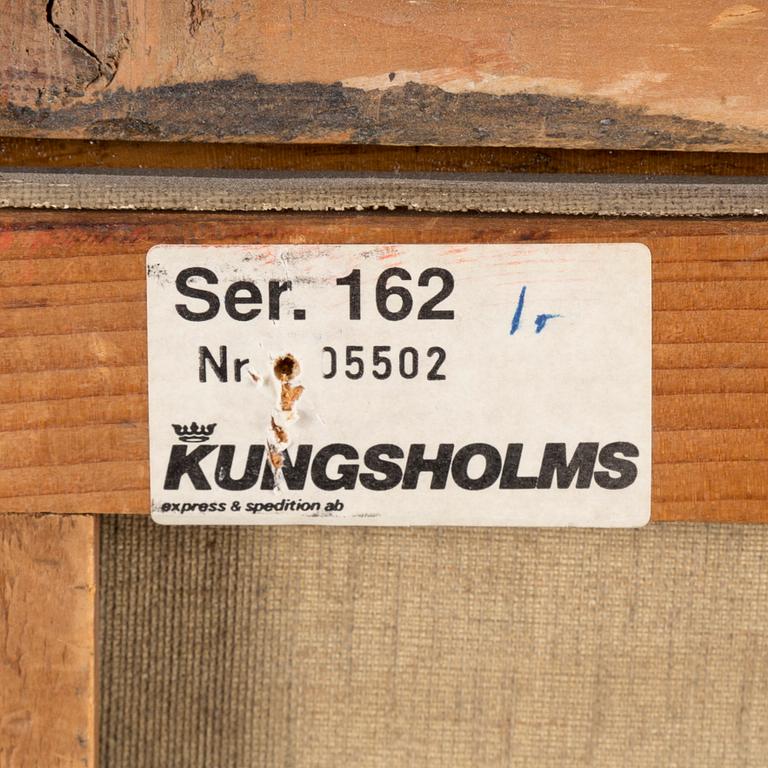 Ser. 162
Nr 05502
KUNGSHOLMS
express & spedition ab